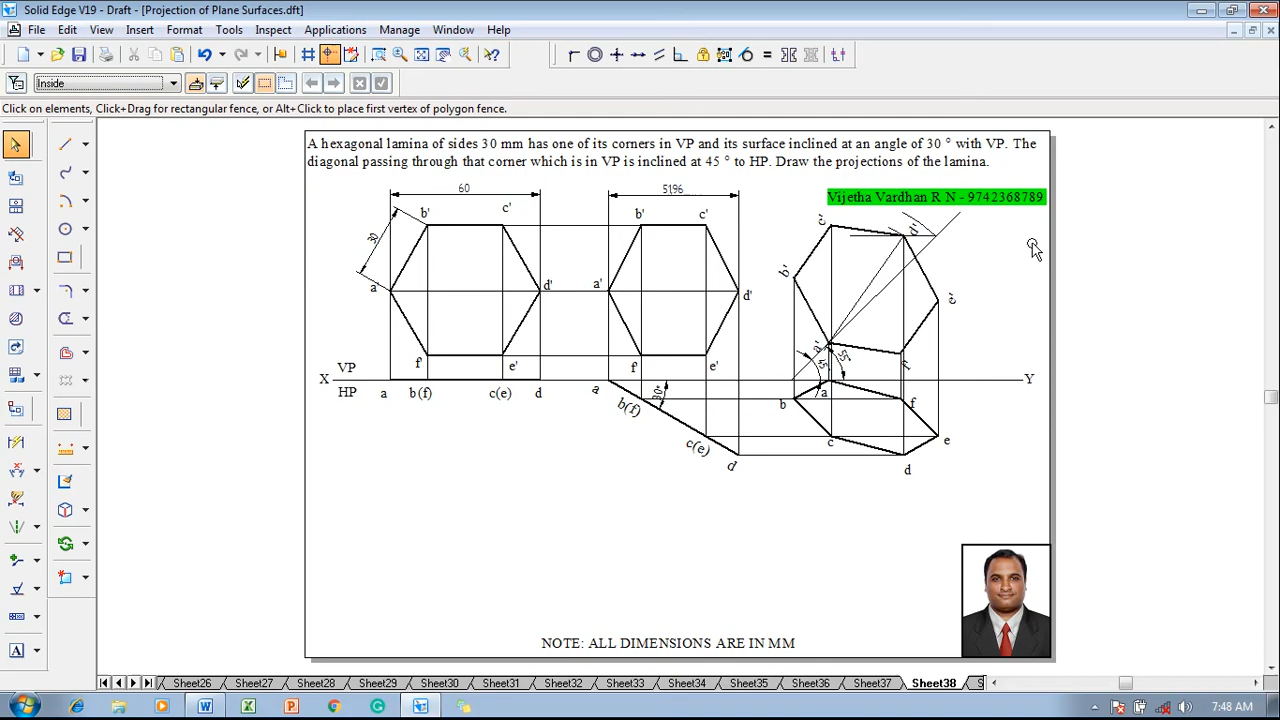 Solid Edge V19 - Draft - [Projection of Plane Surfaces.dft]
File Edit View Insert Format Tools Inspect Applications Manage Window Help
Inside
Click on elements, Click+Drag for rectangular fence, or Alt+Click to place first vertex of polygon fence.
A hexagonal lamina of sides 30 mm has one of its corners in VP and its surface inclined at an angle of 30 ° with VP. The
diagonal passing through that corner which is in VP is inclined at 45 ° to HP. Draw the projections of the lamina.
60
5196
Vijetha Vardhan R N - 9742368789
b' c' b' c' c' d'
30
a' d' a' d' b' e'
f e' f e' a' f'
45° 55°
VP
X Y
HP
a b(f) c(e) d
a b(f) c(e) d
30°
b a f
c e
d
NOTE: ALL DIMENSIONS ARE IN MM
Sheet26 Sheet27 Sheet28 Sheet29 Sheet30 Sheet31 Sheet32 Sheet33 Sheet34 Sheet35 Sheet36 Sheet37 Sheet38 S
7:48 AM